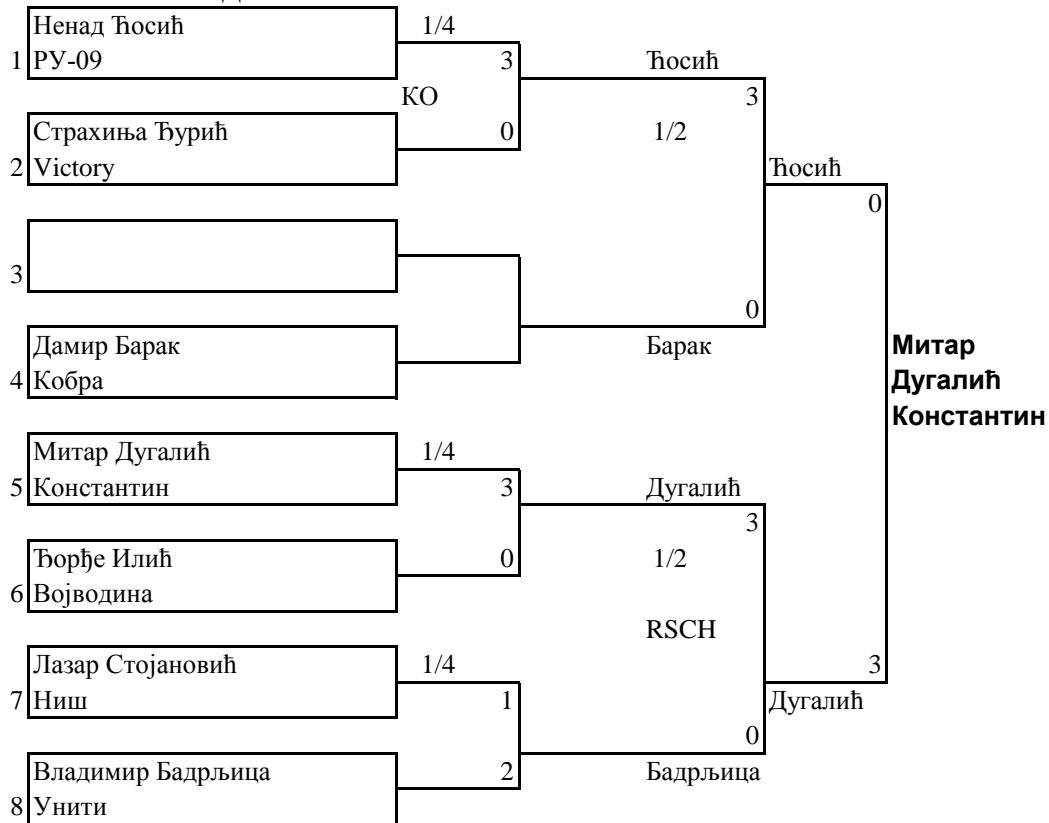 Ненад Ћосић
1/4
1 РУ-09
3
Ћосић
КО
3
Страхиња Ђурић
0
1/2
2 Victory
Ћосић
0
3
0
Дамир Барак
Барак
Митар
4 Кобра
Дугалић
Константин
Митар Дугалић
1/4
5 Константин
3
Дугалић
3
Ђорђе Илић
0
1/2
6 Војводина
RSCH
Лазар Стојановић
1/4
3
7 Ниш
1
Дугалић
0
Владимир Бадрљица
2
Бадрљица
8 Унити